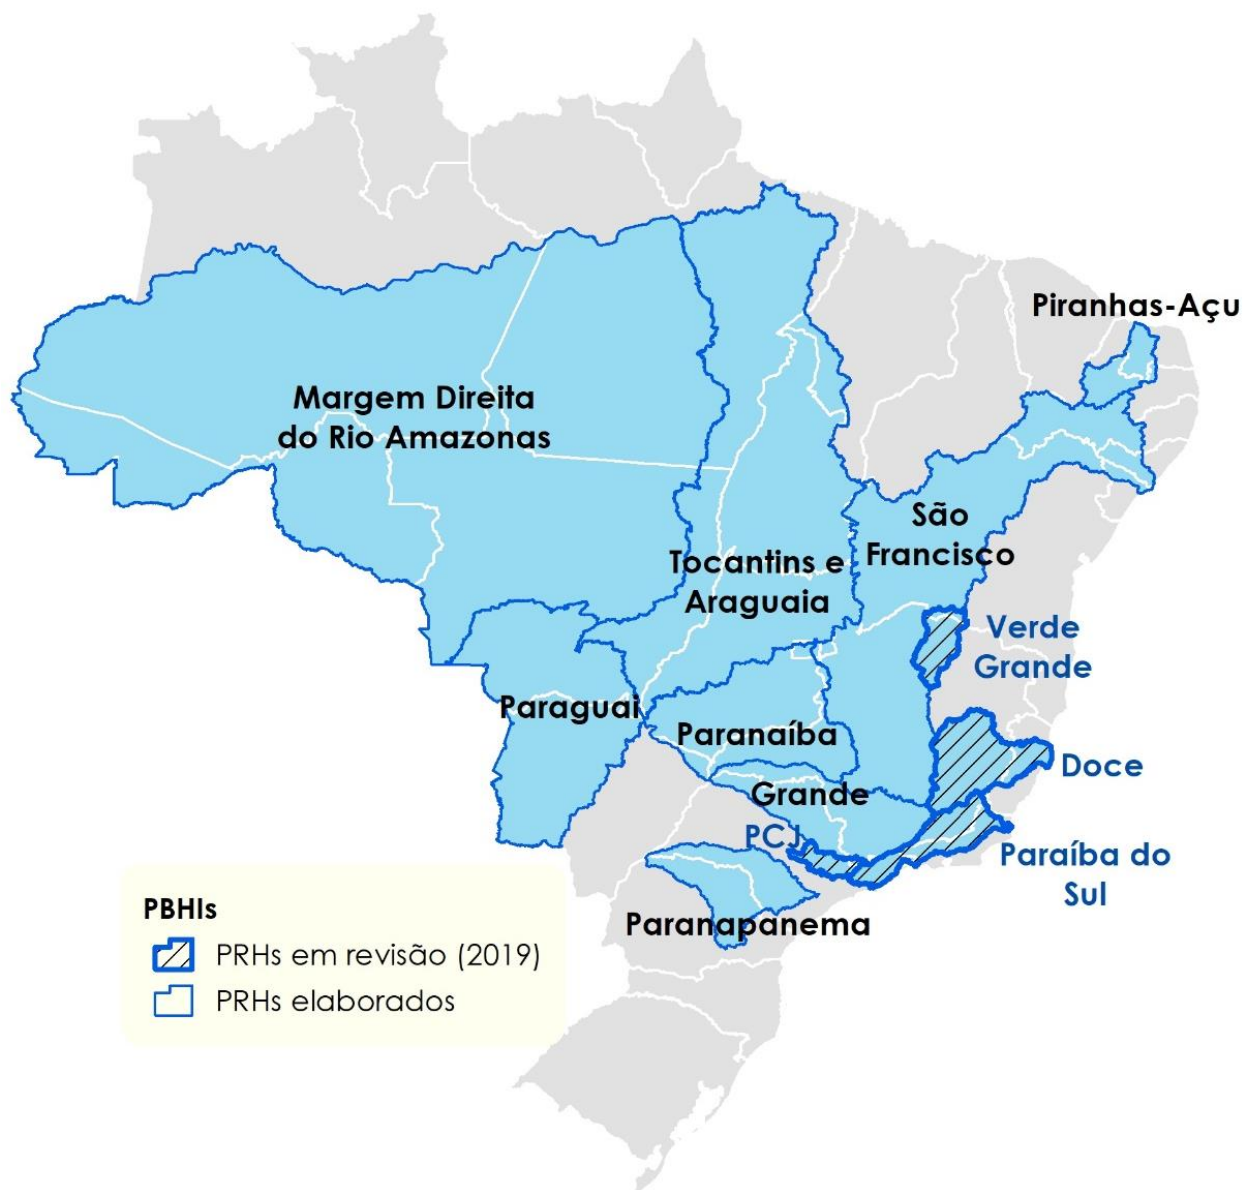 Piranhas-Açu
Margem Direita
do Rio Amazonas
São
Francisco
Tocantins e
Araguaia
Verde
Grande
Paraguai
Paranaíba
Doce
Grande
PCJ
Paraíba do
Sul
Paranapanema
PBHIs
PRHs em revisão (2019)
PRHs elaborados